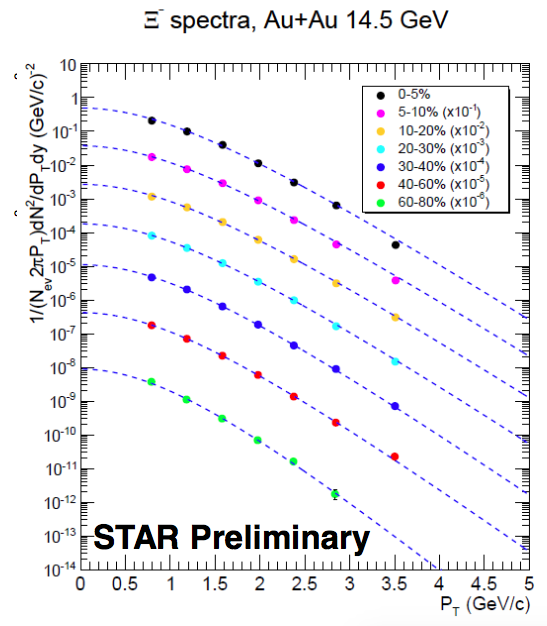 Ξ⁻ spectra, Au+Au 14.5 GeV
1/(N_ev 2πP_T)dN²/dP_T dy (GeV/c)⁻²
10
1
10⁻¹
10⁻²
10⁻³
10⁻⁴
10⁻⁵
10⁻⁶
10⁻⁷
10⁻⁸
10⁻⁹
10⁻¹⁰
10⁻¹¹
10⁻¹²
10⁻¹³
10⁻¹⁴
0-5%
5-10% (x10⁻¹)
10-20% (x10⁻²)
20-30% (x10⁻³)
30-40% (x10⁻⁴)
40-60% (x10⁻⁵)
60-80% (x10⁻⁶)
STAR Preliminary
0 0.5 1 1.5 2 2.5 3 3.5 4 4.5 5
P_T (GeV/c)